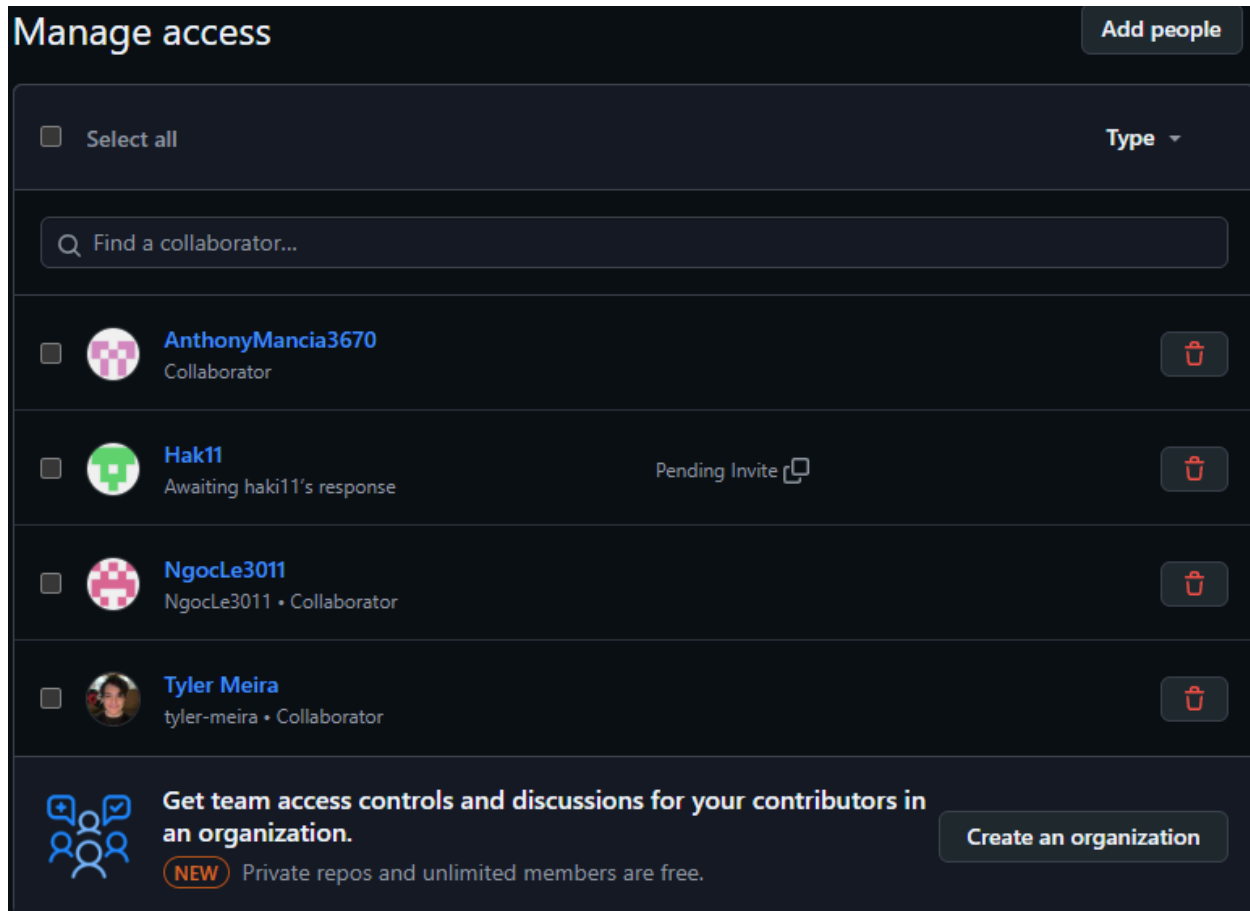 Manage access
Add people
Select all
Type
Find a collaborator...
AnthonyMancia3670
Collaborator
Hak11
Awaiting haki11's response
Pending Invite
NgocLe3011
NgocLe3011 • Collaborator
Tyler Meira
tyler-meira • Collaborator
Get team access controls and discussions for your contributors in
an organization.
NEW Private repos and unlimited members are free.
Create an organization